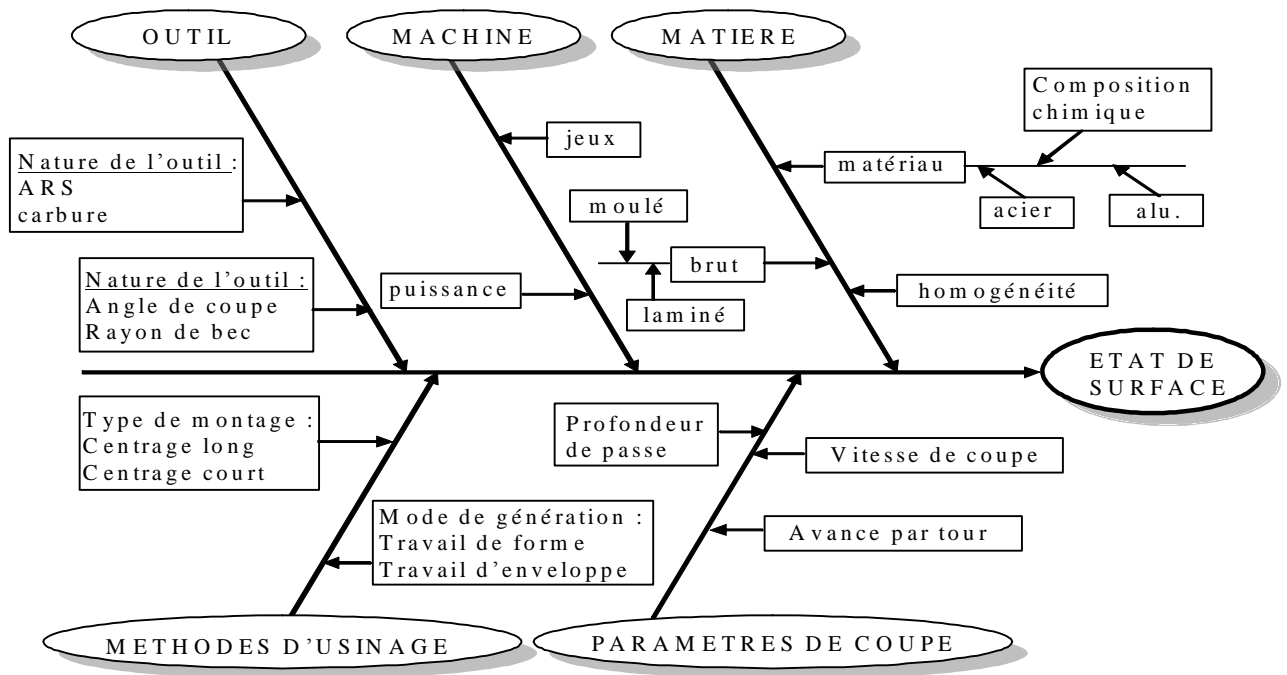 OUTIL
MACHINE
MATIERE
Composition
chimique
jeux
matériau
Nature de l'outil :
ARS
carbure
moulé
acier
alu.
brut
Nature de l'outil :
Angle de coupe
Rayon de bec
puissance
laminé
homogénéité
ETAT DE
SURFACE
Type de montage :
Centrage long
Centrage court
Profondeur
de passe
Vitesse de coupe
Mode de génération :
Travail de forme
Travail d'enveloppe
Avance par tour
METHODES D'USINAGE
PARAMETRES DE COUPE